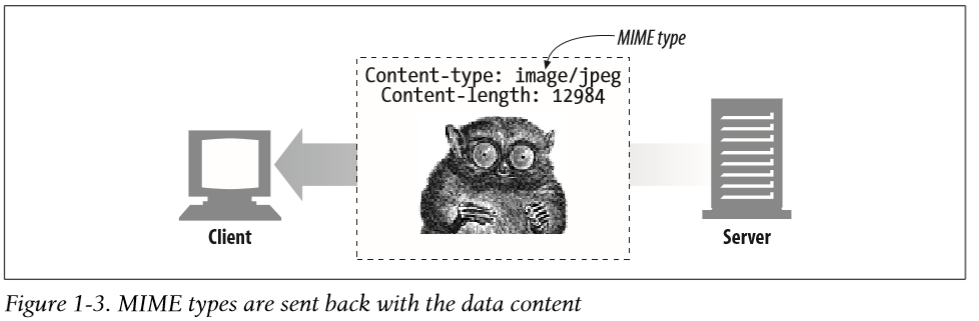 MIME type
Content-type: image/jpeg
Content-length: 12984
Client
Server
Figure 1-3. MIME types are sent back with the data content